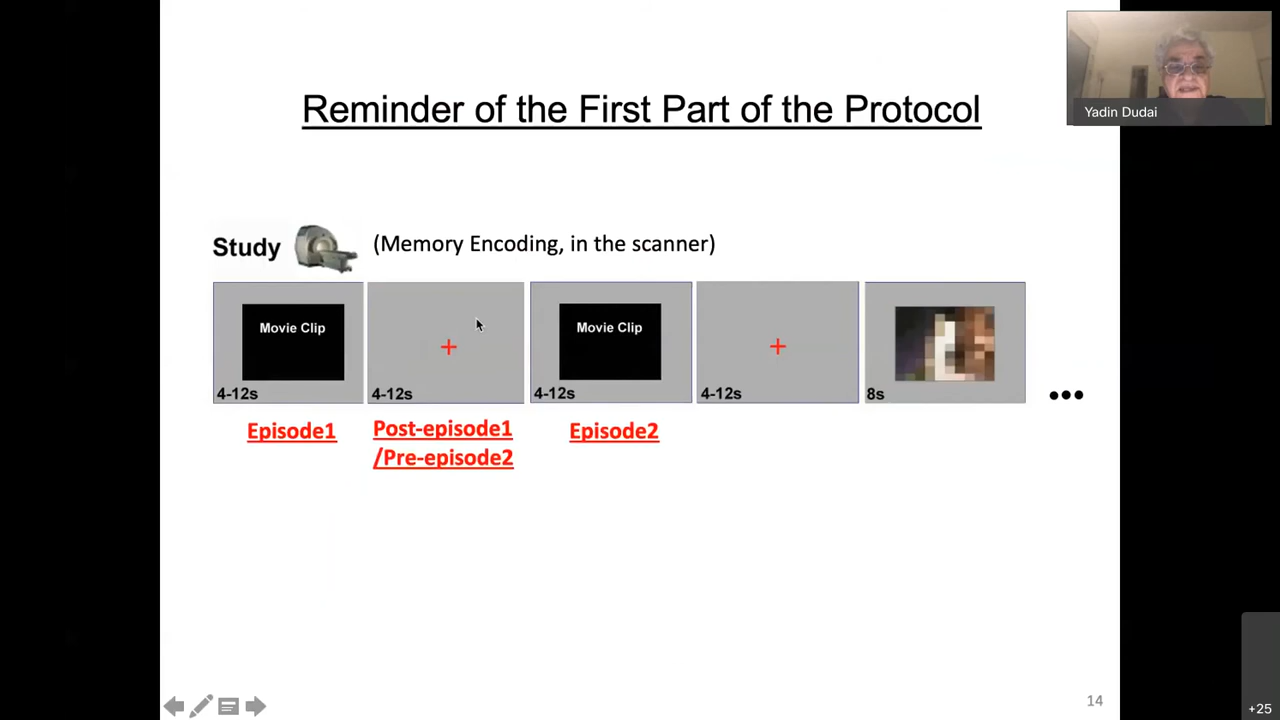 Reminder of the First Part of the Protocol
Yadin Dudai
Study (Memory Encoding, in the scanner)
Movie Clip
4-12s
4-12s
Movie Clip
4-12s
4-12s
8s
...
Episode1
Post-episode1
/Pre-episode2
Episode2
14
+25